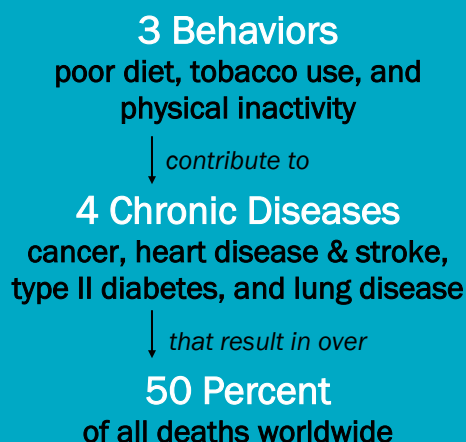 3 Behaviors
poor diet, tobacco use, and
physical inactivity
contribute to
4 Chronic Diseases
cancer, heart disease & stroke,
type II diabetes, and lung disease
that result in over
50 Percent
of all deaths worldwide